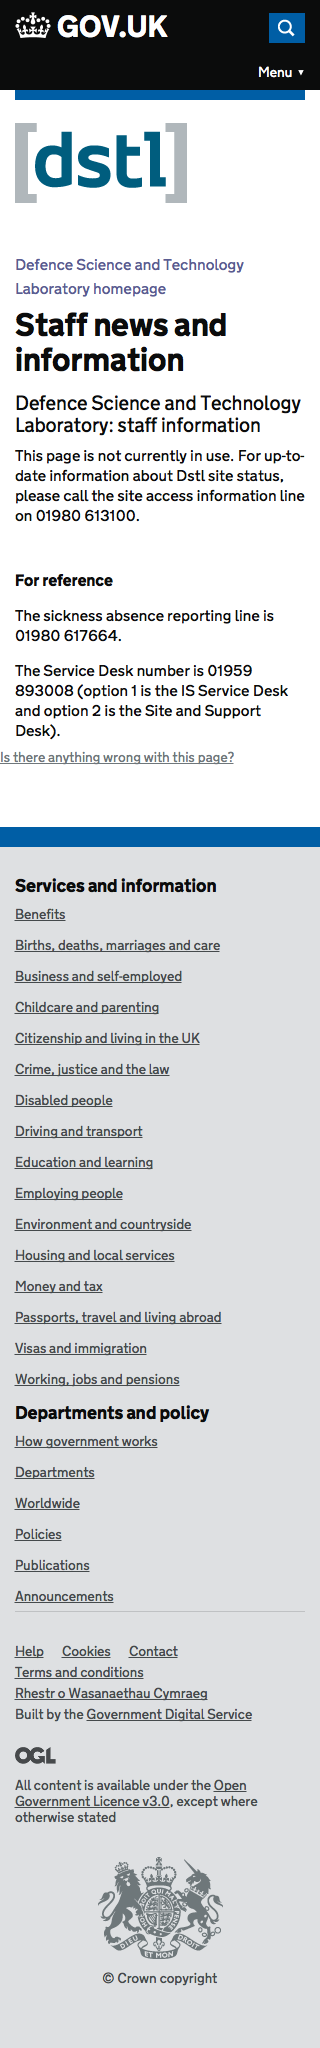 GOV.UK
Menu ▼
[dstl]
Defence Science and Technology
Laboratory homepage
Staff news and
information
Defence Science and Technology
Laboratory: staff information
This page is not currently in use. For up-to-
date information about Dstl site status,
please call the site access information line
on 01980 613100.
For reference
The sickness absence reporting line is
01980 617664.
The Service Desk number is 01959
893008 (option 1 is the IS Service Desk
and option 2 is the Site and Support
Desk).
Is there anything wrong with this page?
Services and information
Benefits
Births, deaths, marriages and care
Business and self-employed
Childcare and parenting
Citizenship and living in the UK
Crime, justice and the law
Disabled people
Driving and transport
Education and learning
Employing people
Environment and countryside
Housing and local services
Money and tax
Passports, travel and living abroad
Visas and immigration
Working, jobs and pensions
Departments and policy
How government works
Departments
Worldwide
Policies
Publications
Announcements
Help Cookies Contact
Terms and conditions
Rhestr o Wasanaethau Cymraeg
Built by the Government Digital Service
OGL
All content is available under the Open
Government Licence v3.0, except where
otherwise stated
DIEU ET MON DROIT
© Crown copyright